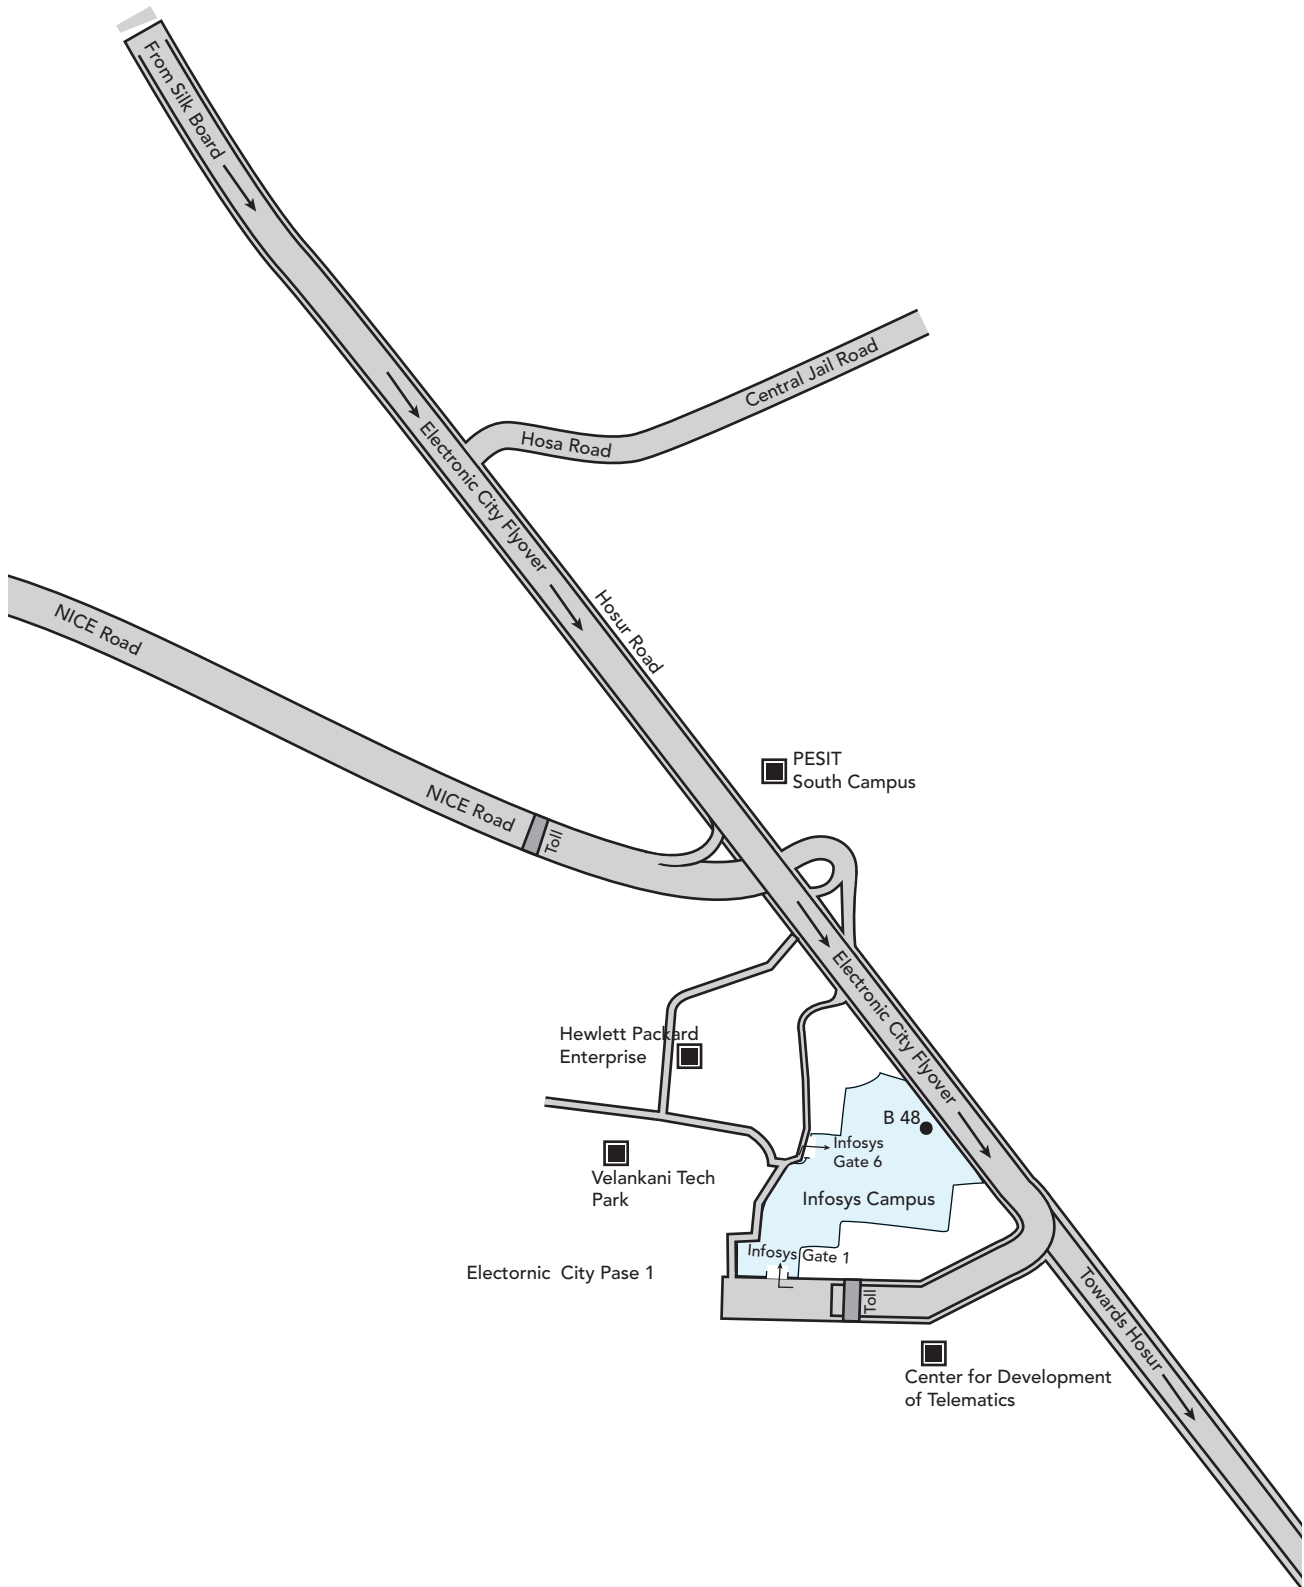 From Silk Board
Central Jail Road
Hosa Road
Electronic City Flyover
Hosur Road
NICE Road
PESIT
South Campus
NICE Road
Toll
Electronic City Flyover
Hewlett Packard
Enterprise
B 48
Infosys
Gate 6
Velankani Tech
Park
Infosys Campus
Infosys Gate 1
Electornic City Pase 1
Toll
Towards Hosur
Center for Development
of Telematics